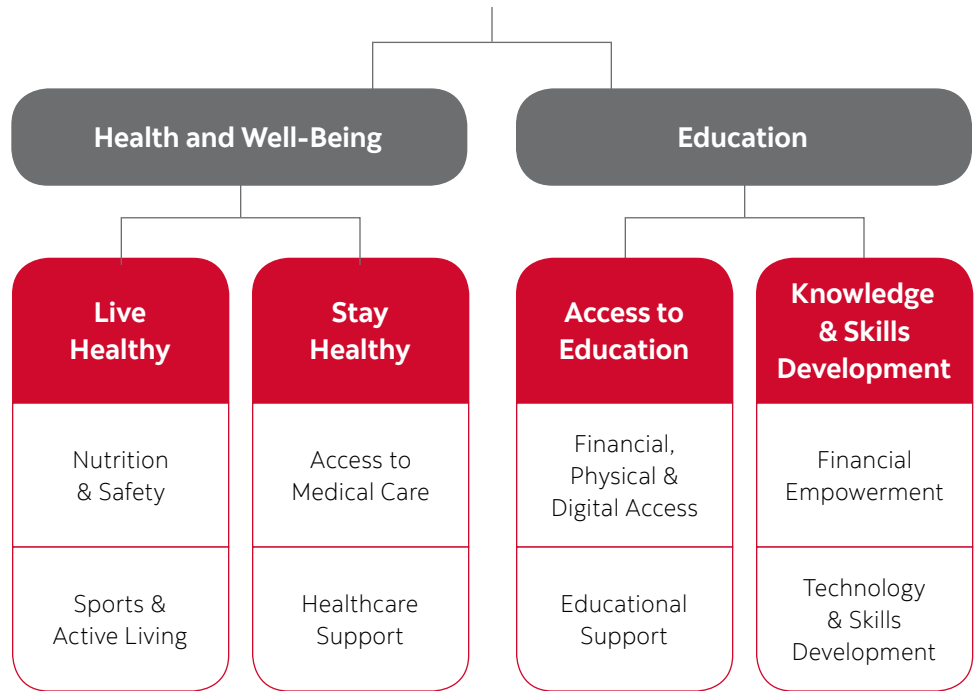 Health and Well-Being
Education
Live
Healthy
Stay
Healthy
Access to
Education
Knowledge
& Skills
Development
Nutrition
& Safety
Access to
Medical Care
Financial,
Physical &
Digital Access
Financial
Empowerment
Sports &
Active Living
Healthcare
Support
Educational
Support
Technology
& Skills
Development